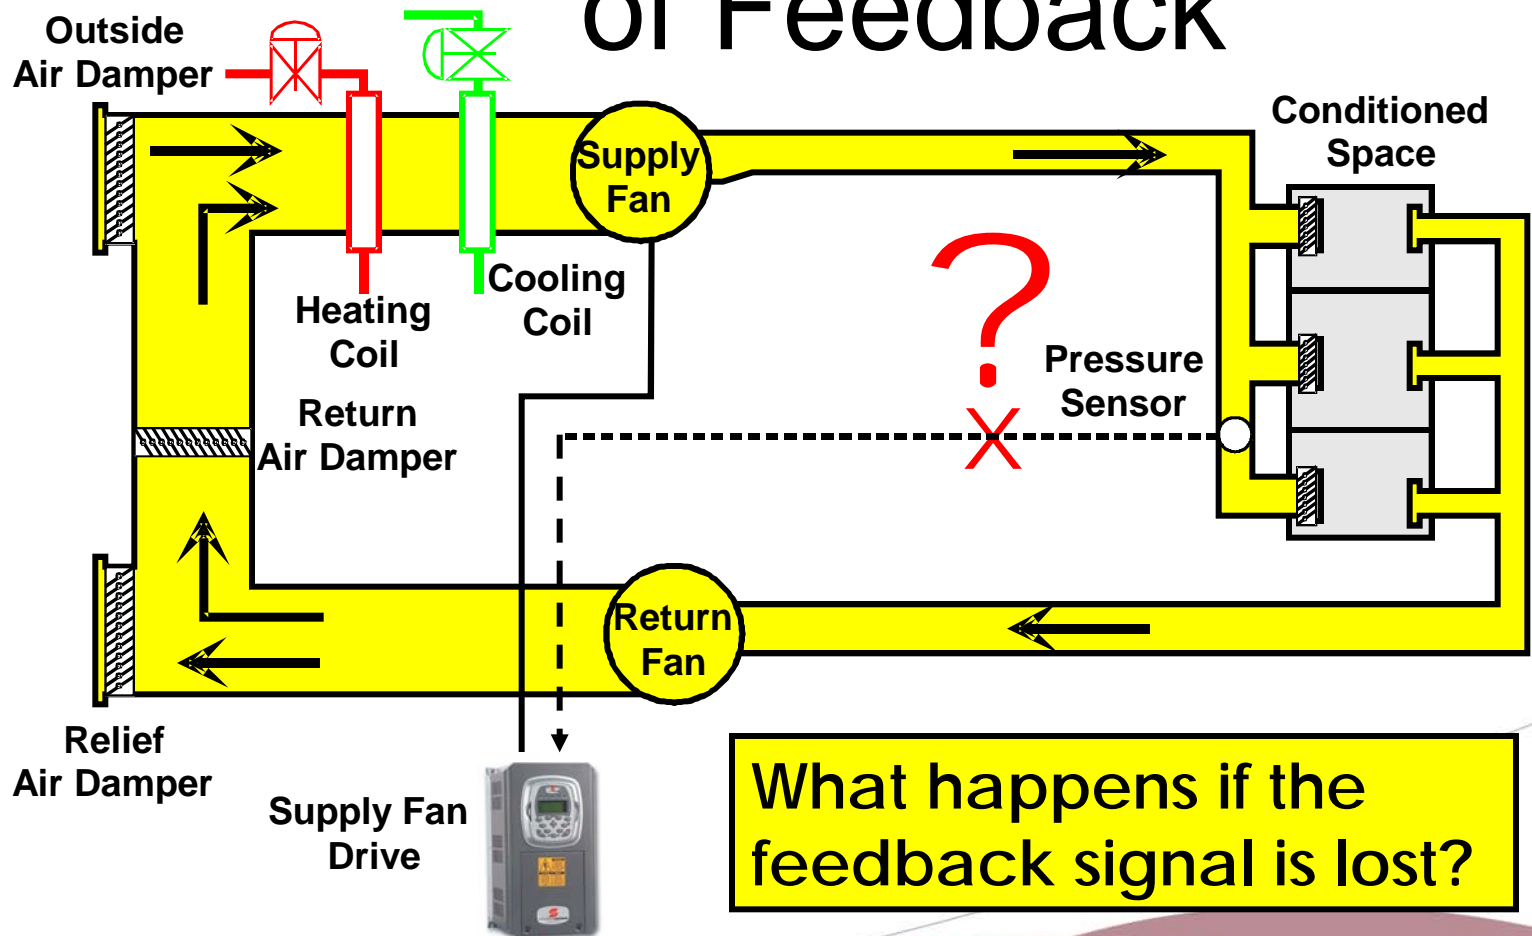 of Feedback
Outside
Air Damper
Conditioned
Space
Supply
Fan
Cooling
Coil
Heating
Coil
?
Pressure
Sensor
X
Return
Air Damper
Return
Fan
Relief
Air Damper
Supply Fan
Drive
What happens if the
feedback signal is lost?